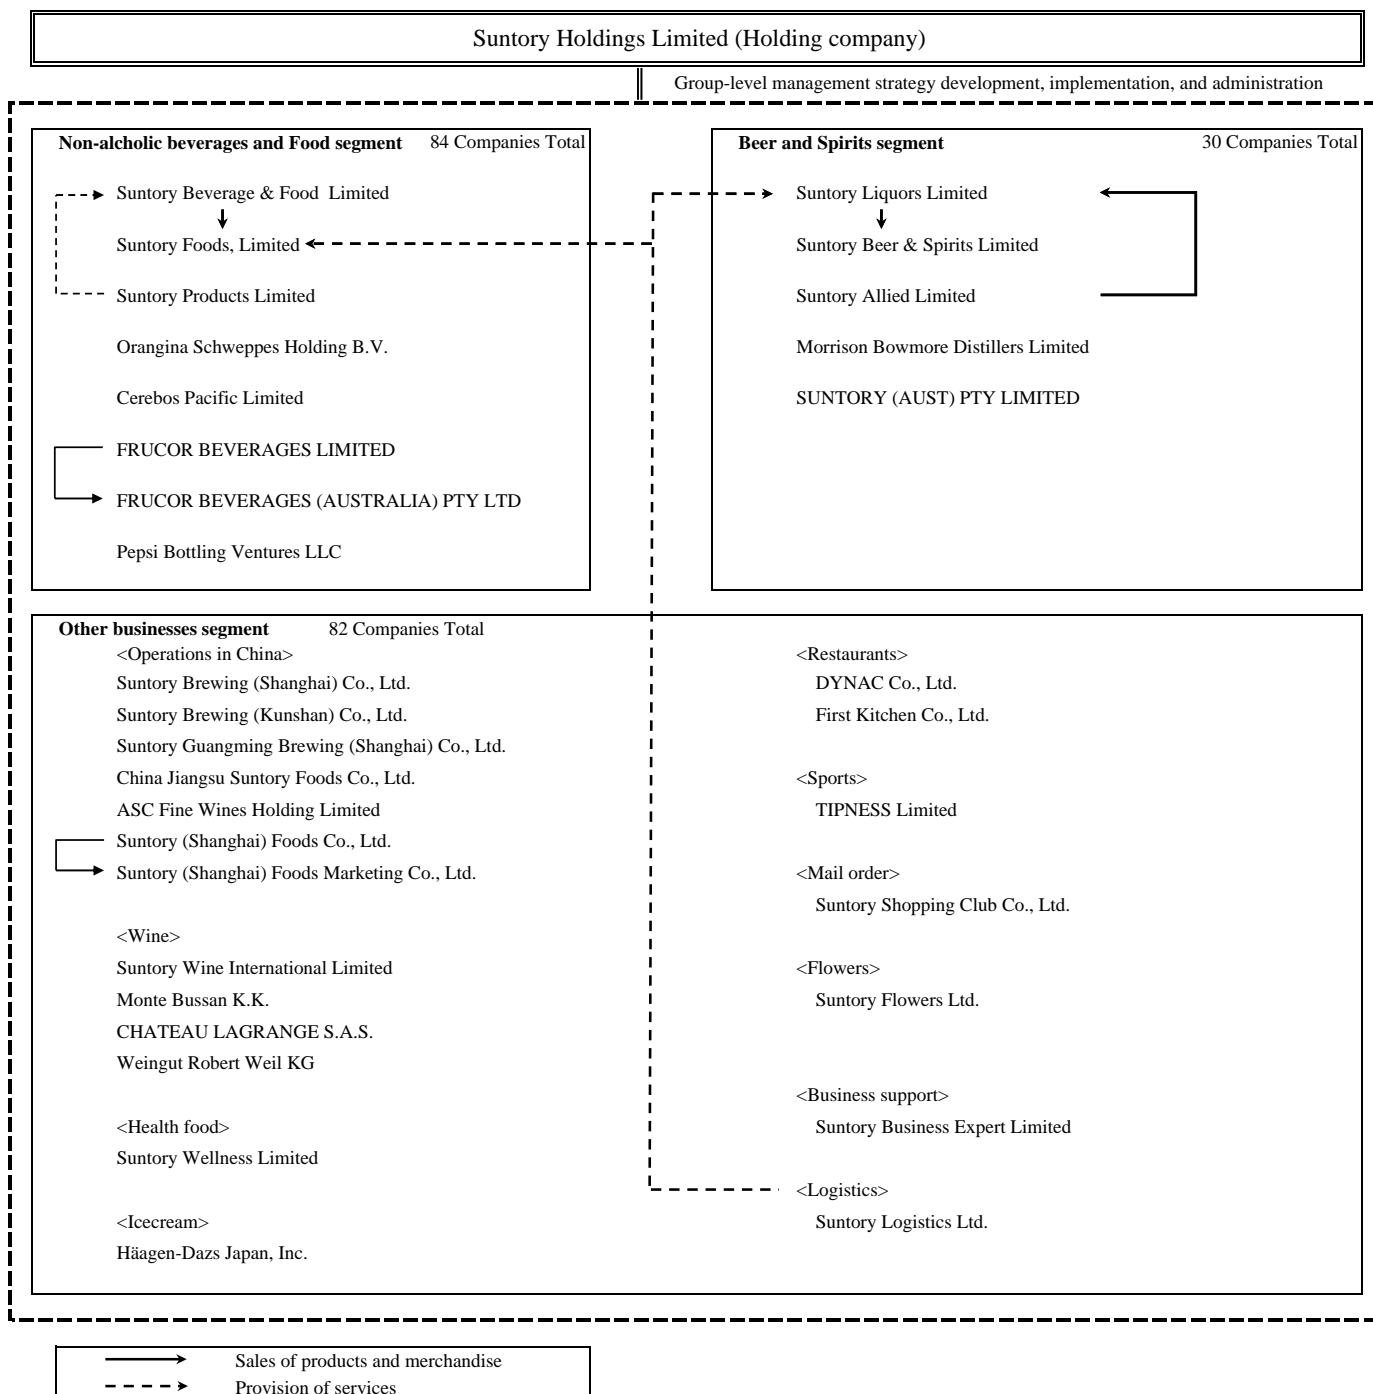 Suntory Holdings Limited (Holding company)
Group-level management strategy development, implementation, and administration
Non-alcholic beverages and Food segment 84 Companies Total
Suntory Beverage & Food Limited
Suntory Foods, Limited
Suntory Products Limited
Orangina Schweppes Holding B.V.
Cerebos Pacific Limited
FRUCOR BEVERAGES LIMITED
FRUCOR BEVERAGES (AUSTRALIA) PTY LTD
Pepsi Bottling Ventures LLC
Beer and Spirits segment 30 Companies Total
Suntory Liquors Limited
Suntory Beer & Spirits Limited
Suntory Allied Limited
Morrison Bowmore Distillers Limited
SUNTORY (AUST) PTY LIMITED
Other businesses segment 82 Companies Total
<Operations in China>
Suntory Brewing (Shanghai) Co., Ltd.
Suntory Brewing (Kunshan) Co., Ltd.
Suntory Guangming Brewing (Shanghai) Co., Ltd.
China Jiangsu Suntory Foods Co., Ltd.
ASC Fine Wines Holding Limited
Suntory (Shanghai) Foods Co., Ltd.
Suntory (Shanghai) Foods Marketing Co., Ltd.
<Wine>
Suntory Wine International Limited
Monte Bussan K.K.
CHATEAU LAGRANGE S.A.S.
Weingut Robert Weil KG
<Health food>
Suntory Wellness Limited
<Icecream>
Häagen-Dazs Japan, Inc.
<Restaurants>
DYNAC Co., Ltd.
First Kitchen Co., Ltd.
<Sports>
TIPNESS Limited
<Mail order>
Suntory Shopping Club Co., Ltd.
<Flowers>
Suntory Flowers Ltd.
<Business support>
Suntory Business Expert Limited
<Logistics>
Suntory Logistics Ltd.
Sales of products and merchandise
Provision of services